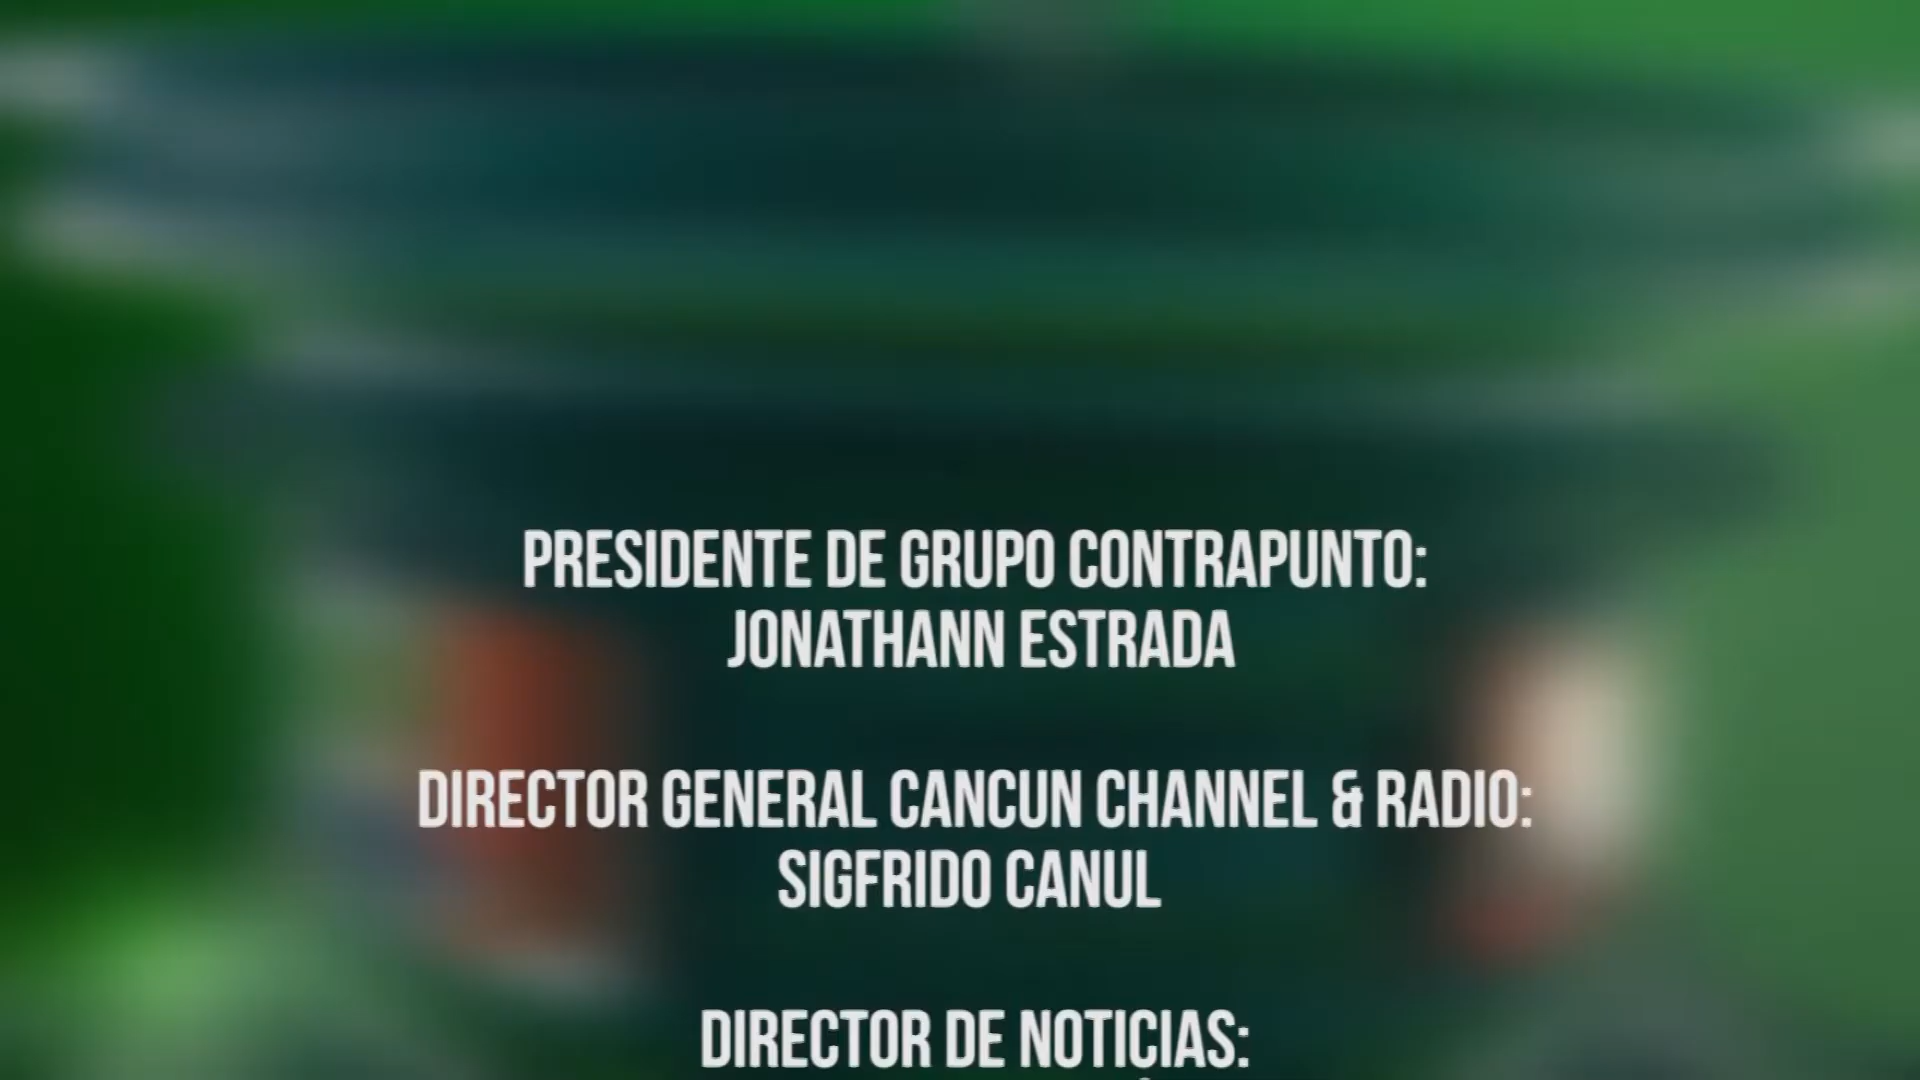 PRESIDENTE DE GRUPO CONTRAPUNTO:
JONATHANN ESTRADA
DIRECTOR GENERAL CANCUN CHANNEL & RADIO:
SIGFRIDO CANUL
DIRECTOR DE NOTICIAS: